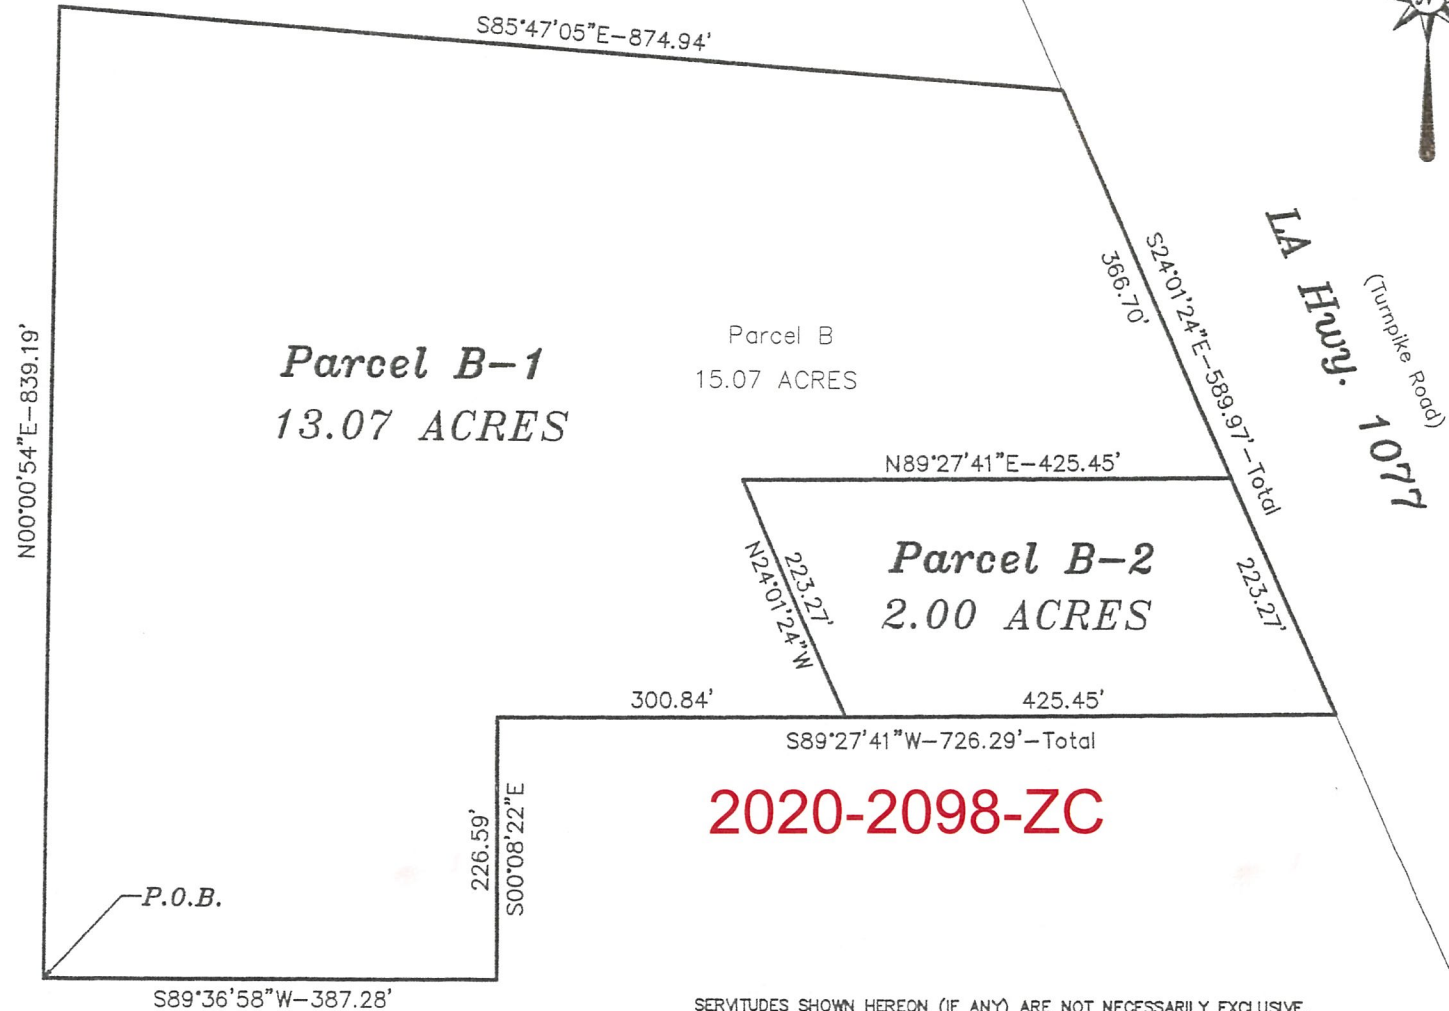 S85°47'05"E-874.94'
N00°00'54"E-839.19'
Parcel B-1
13.07 ACRES
Parcel B
15.07 ACRES
S24°01'24"E-589.97'-Total
366.70'
LA Hwy. 1077
(Turnpike Road)
N89°27'41"E-425.45'
Parcel B-2
2.00 ACRES
223.27'
N24°01'24"W
223.27'
300.84'
425.45'
S89°27'41"W-726.29'-Total
2020-2098-ZC
226.59'
S00°08'22"E
P.O.B.
S89°36'58"W-387.28'
SERVITUDES SHOWN HEREON (IF ANY) ARE NOT NECESSARILY EXCLUSIVE.